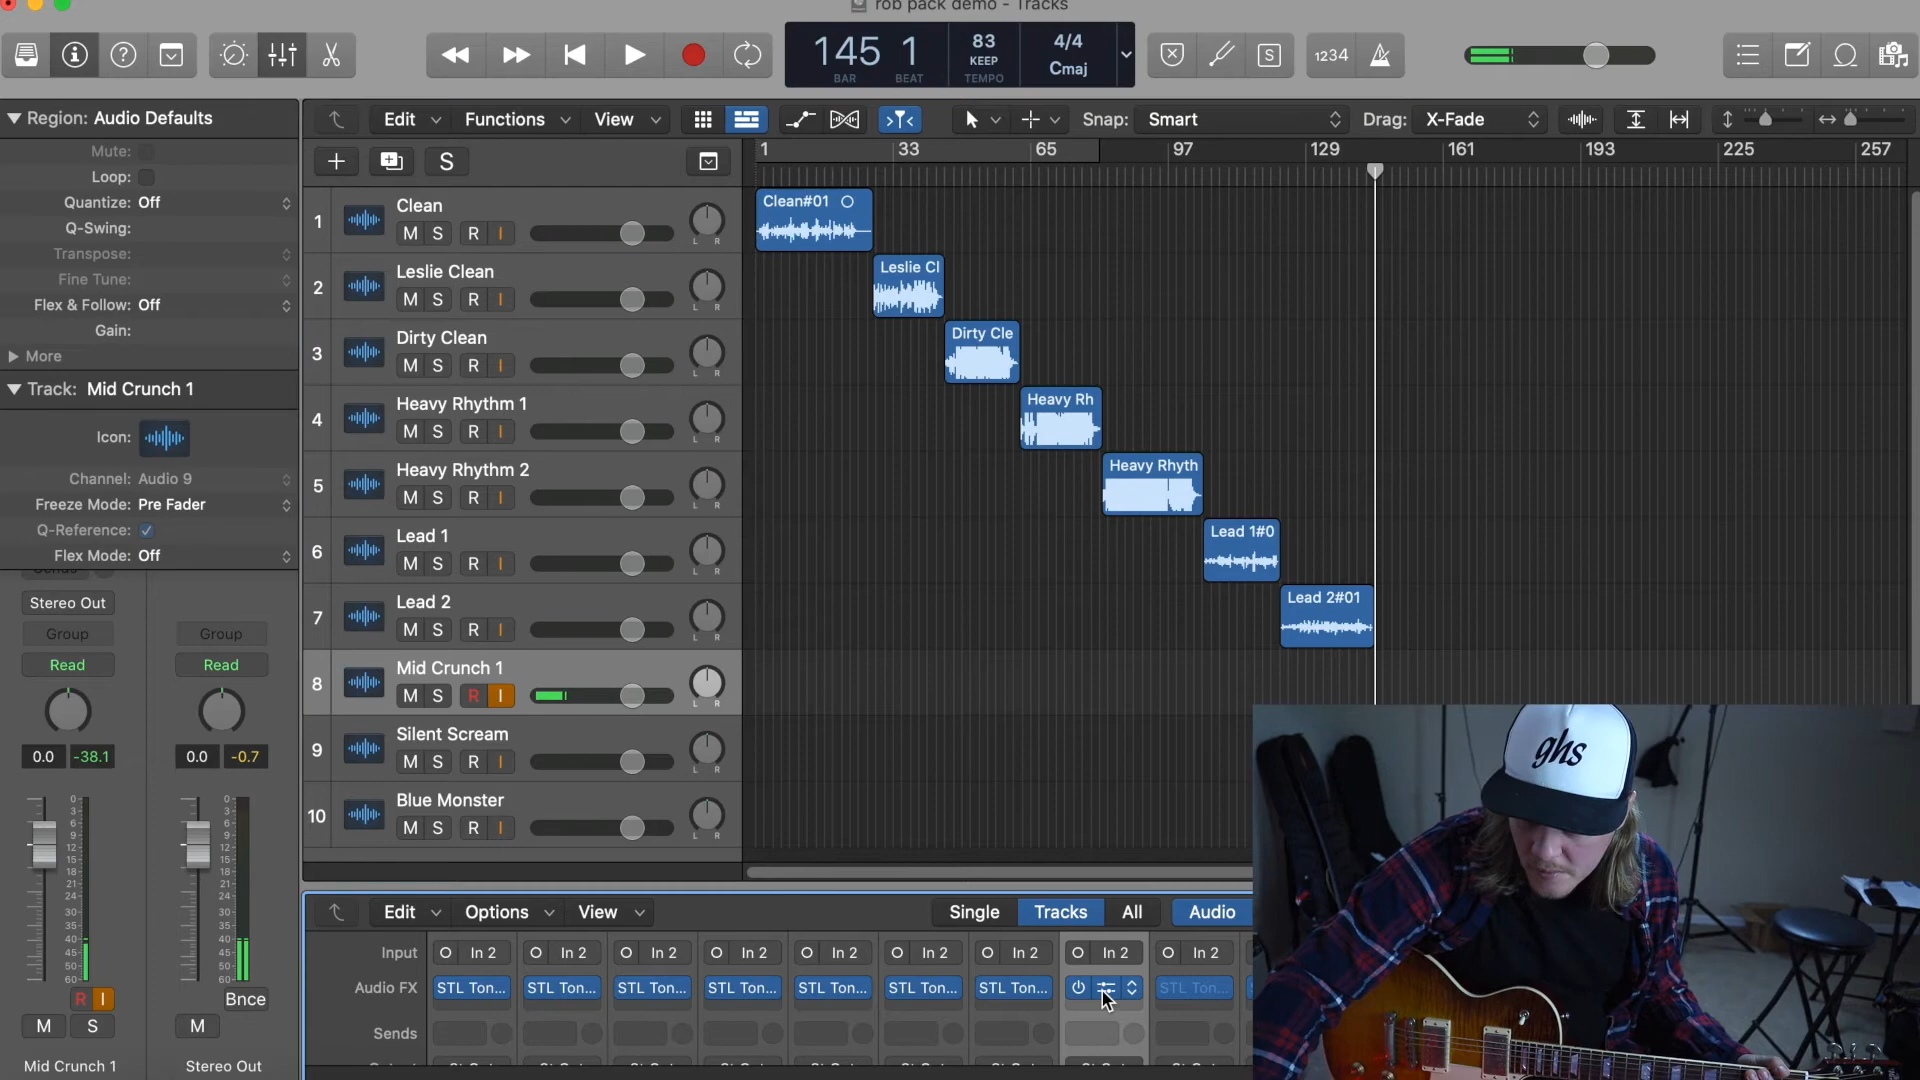 rob pack demo - Tracks
145 1 83 4/4
KEEP Cmaj
BAR BEAT TEMPO
S 1234
Region: Audio Defaults
Mute:
Loop:
Quantize: Off
Q-Swing:
Transpose:
Fine Tune:
Flex & Follow: Off
Gain:
More
Track: Mid Crunch 1
Icon:
Channel: Audio 9
Freeze Mode: Pre Fader
Q-Reference:
Flex Mode: Off
Stereo Out
Group Group
Read Read
0.0 -38.1 0.0 -0.7
R I Bnce
M S M
Mid Crunch 1 Stereo Out
Edit Functions View Snap: Smart Drag: X-Fade
S
1 33 65 97 129 161 193 225 257
1 Clean
M S R I L R
2 Leslie Clean
M S R I L R
3 Dirty Clean
M S R I L R
4 Heavy Rhythm 1
M S R I L R
5 Heavy Rhythm 2
M S R I L R
6 Lead 1
M S R I L R
7 Lead 2
M S R I L R
8 Mid Crunch 1
M S R I L R
9 Silent Scream
M S R I L R
10 Blue Monster
M S R I L R
Clean#01
Leslie Cl
Dirty Cle
Heavy Rh
Heavy Rhyth
Lead 1#0
Lead 2#01
Edit Options View Single Tracks All Audio
Input In 2 In 2 In 2 In 2 In 2 In 2 In 2 In 2 In 2
Audio FX STL Ton... STL Ton... STL Ton... STL Ton... STL Ton... STL Ton... STL Ton... STL Ton...
Sends
ghs